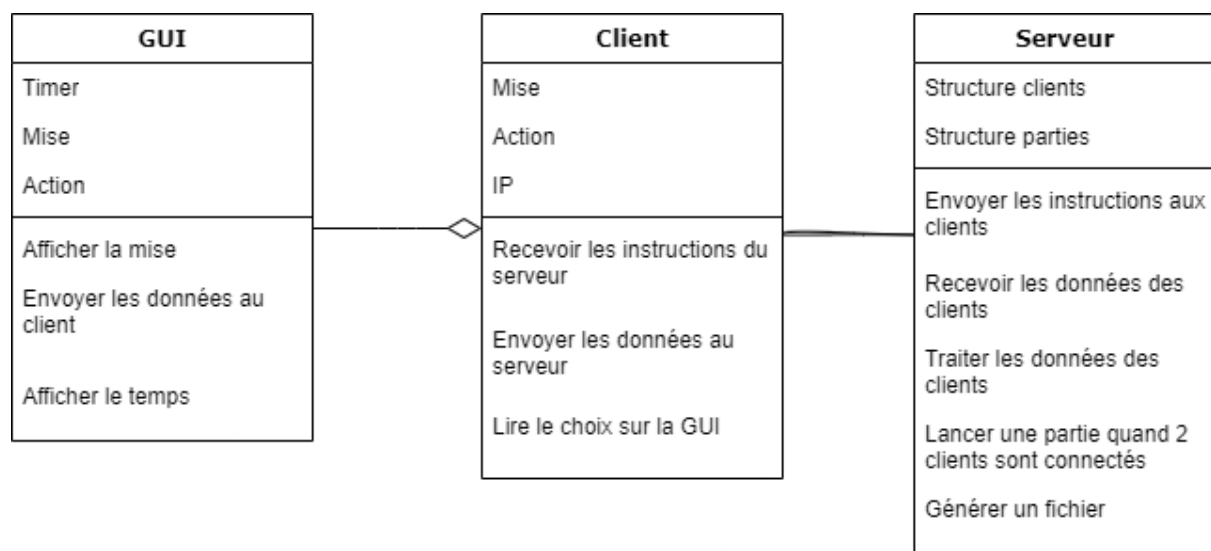 GUI
Timer
Mise
Action
Afficher la mise
Envoyer les données au
client
Afficher le temps
Client
Mise
Action
IP
Recevoir les instructions du
serveur
Envoyer les données au
serveur
Lire le choix sur la GUI
Serveur
Structure clients
Structure parties
Envoyer les instructions aux
clients
Recevoir les données des
clients
Traiter les données des
clients
Lancer une partie quand 2
clients sont connectés
Générer un fichier